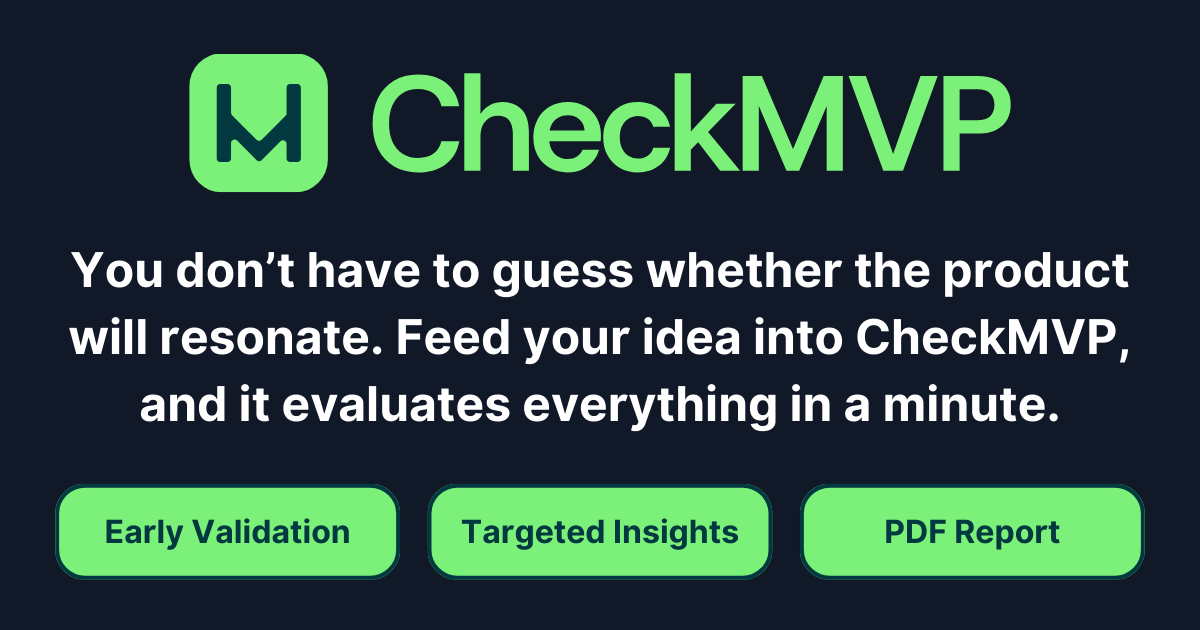 CheckMVP
You don’t have to guess whether the product
will resonate. Feed your idea into CheckMVP,
and it evaluates everything in a minute.
Early Validation
Targeted Insights
PDF Report